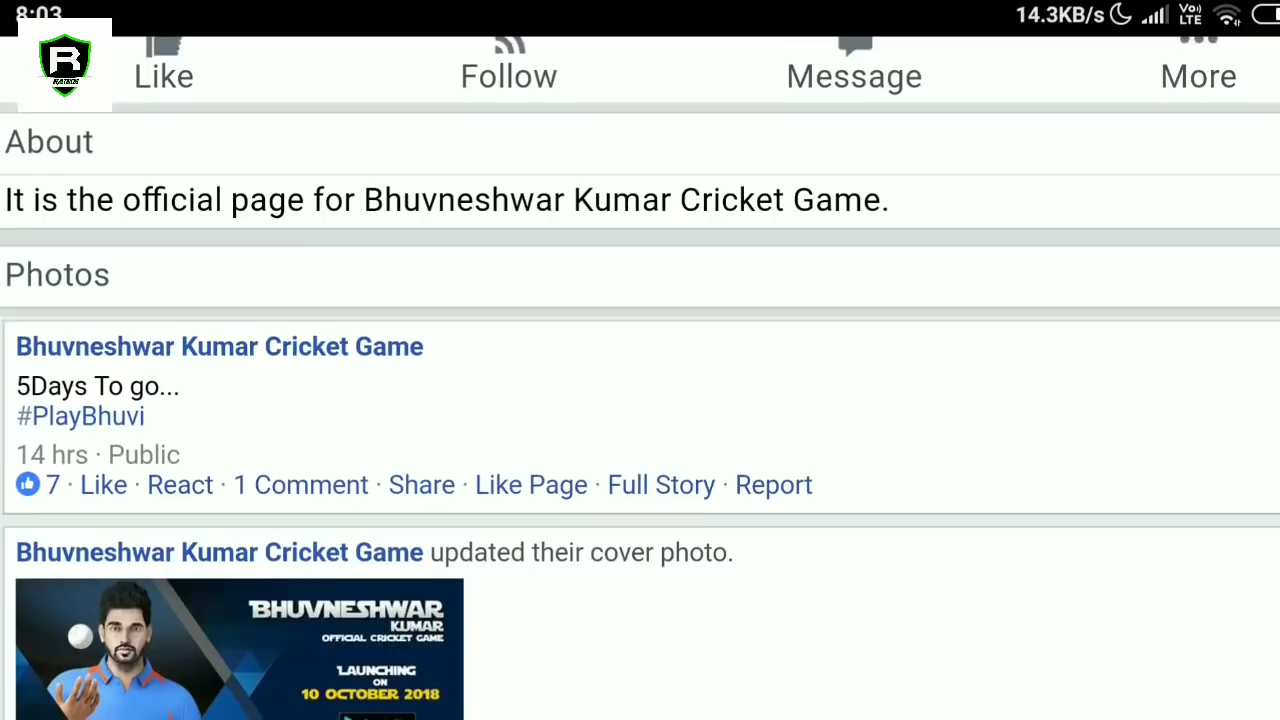 8:03
14.3KB/s Vo) LTE
R
Like Follow Message More
About
It is the official page for Bhuvneshwar Kumar Cricket Game.
Photos
Bhuvneshwar Kumar Cricket Game
5Days To go...
#PlayBhuvi
14 hrs · Public
7 · Like · React · 1 Comment · Share · Like Page · Full Story · Report
Bhuvneshwar Kumar Cricket Game updated their cover photo.
BHUVNESHWAR
KUMAR
OFFICIAL CRICKET GAME
LAUNCHING
ON
10 OCTOBER 2018